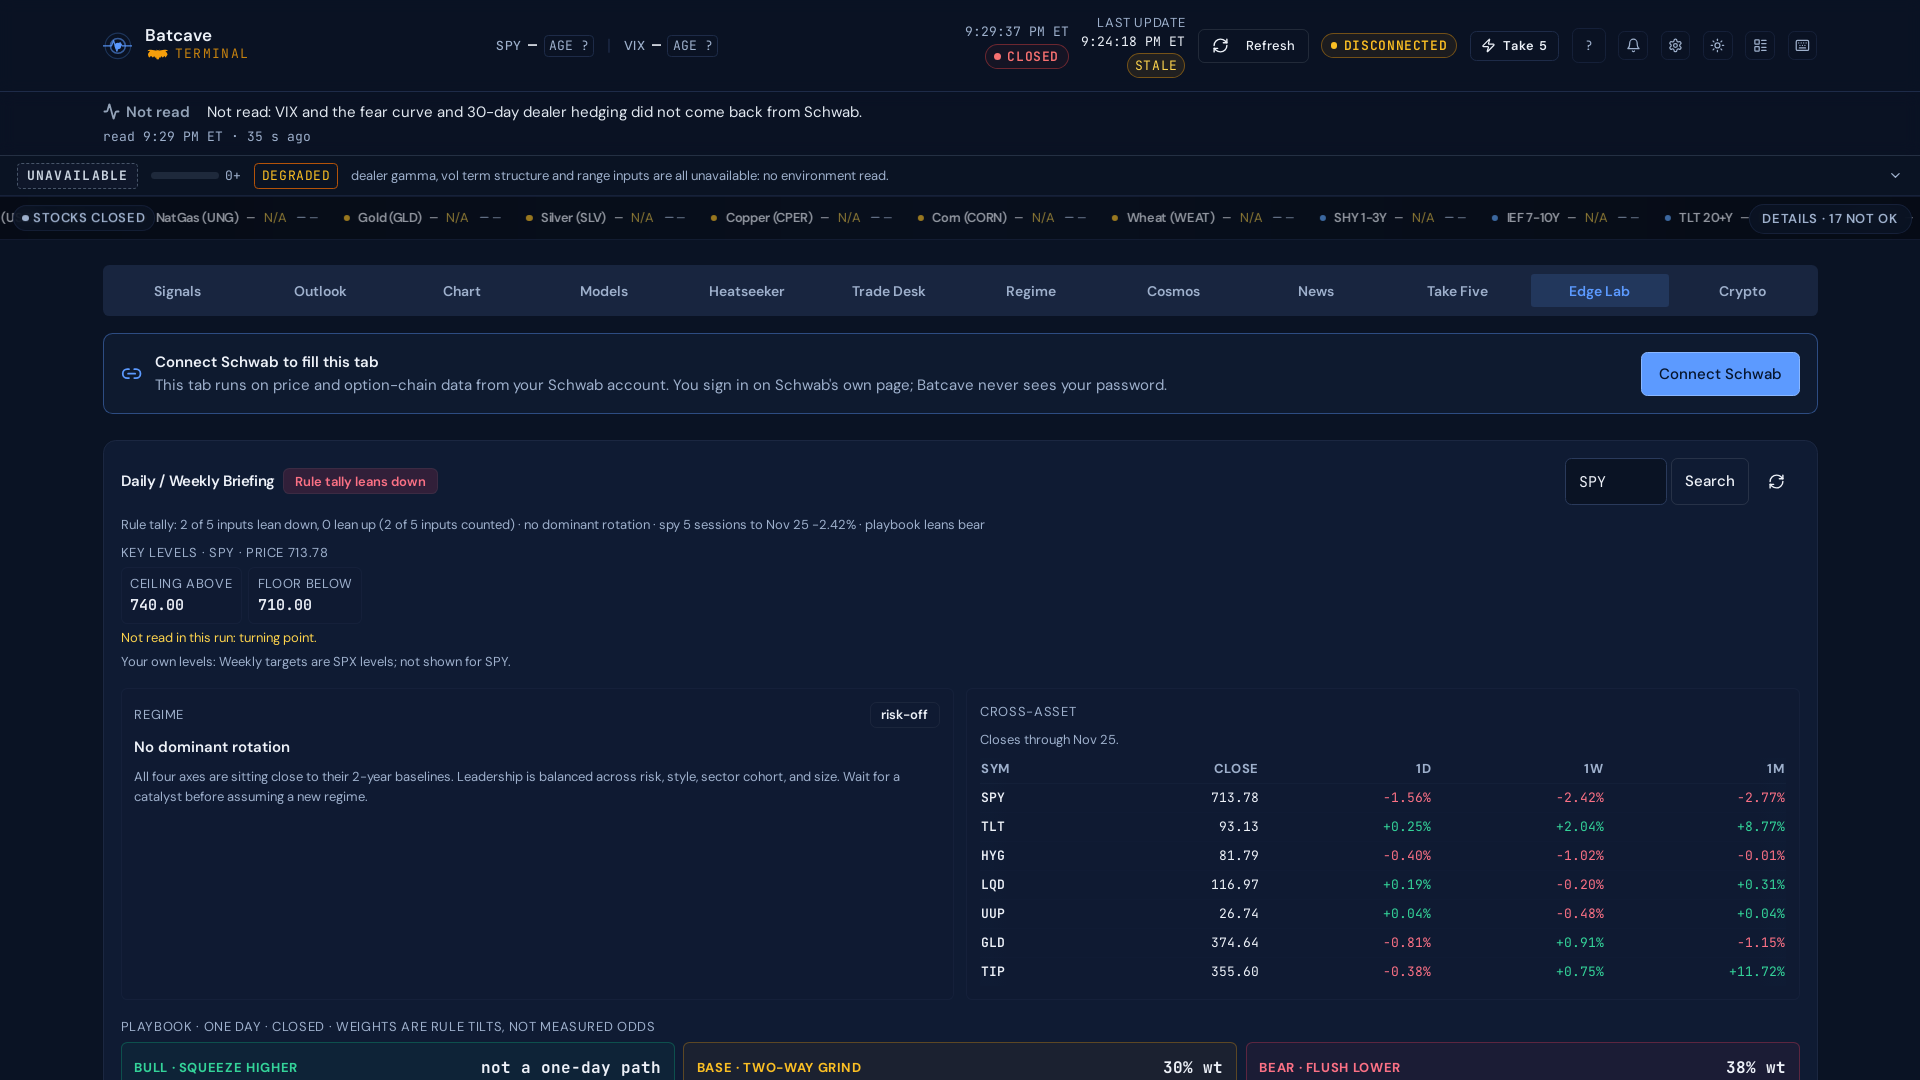 Batcave
TERMINAL
SPY — AGE ? | VIX — AGE ?
9:29:37 PM ET
CLOSED
LAST UPDATE
9:24:18 PM ET
STALE
Refresh
DISCONNECTED
Take 5
?
Not read Not read: VIX and the fear curve and 30-day dealer hedging did not come back from Schwab.
read 9:29 PM ET · 35 s ago
UNAVAILABLE 0+ DEGRADED dealer gamma, vol term structure and range inputs are all unavailable: no environment read.
(U STOCKS CLOSED NatGas (UNG) — N/A —— Gold (GLD) — N/A —— Silver (SLV) — N/A —— Copper (CPER) — N/A —— Corn (CORN) — N/A —— Wheat (WEAT) — N/A —— SHY 1-3Y — N/A —— IEF 7-10Y — N/A —— TLT 20+Y — DETAILS · 17 NOT OK
Signals Outlook Chart Models Heatseeker Trade Desk Regime Cosmos News Take Five Edge Lab Crypto
Connect Schwab to fill this tab
This tab runs on price and option-chain data from your Schwab account. You sign in on Schwab's own page; Batcave never sees your password.
Connect Schwab
Daily / Weekly Briefing Rule tally leans down
SPY Search
Rule tally: 2 of 5 inputs lean down, 0 lean up (2 of 5 inputs counted) · no dominant rotation · spy 5 sessions to Nov 25 -2.42% · playbook leans bear
KEY LEVELS · SPY · PRICE 713.78
CEILING ABOVE
740.00
FLOOR BELOW
710.00
Not read in this run: turning point.
Your own levels: Weekly targets are SPX levels; not shown for SPY.
REGIME risk-off
No dominant rotation
All four axes are sitting close to their 2-year baselines. Leadership is balanced across risk, style, sector cohort, and size. Wait for a
catalyst before assuming a new regime.
CROSS-ASSET
Closes through Nov 25.
SYM CLOSE 1D 1W 1M
SPY 713.78 -1.56% -2.42% -2.77%
TLT 93.13 +0.25% +2.04% +8.77%
HYG 81.79 -0.40% -1.02% -0.01%
LQD 116.97 +0.19% -0.20% +0.31%
UUP 26.74 +0.04% -0.48% +0.04%
GLD 374.64 -0.81% +0.91% -1.15%
TIP 355.60 -0.38% +0.75% +11.72%
PLAYBOOK · ONE DAY · CLOSED · WEIGHTS ARE RULE TILTS, NOT MEASURED ODDS
BULL · SQUEEZE HIGHER not a one-day path
BASE · TWO-WAY GRIND 30% wt
BEAR · FLUSH LOWER 38% wt